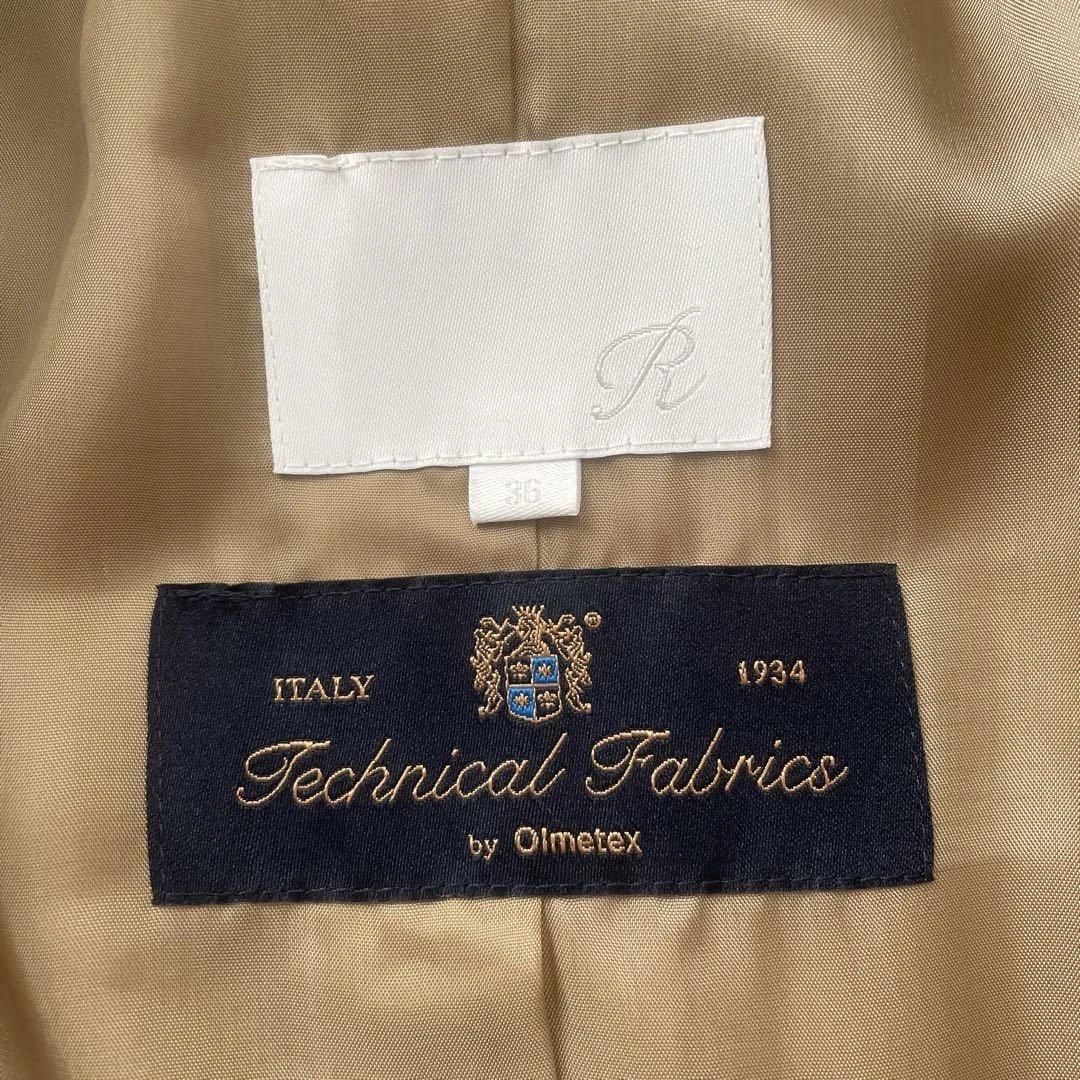 R
36
®
ITALY 1934
Technical Fabrics
by Olmetex